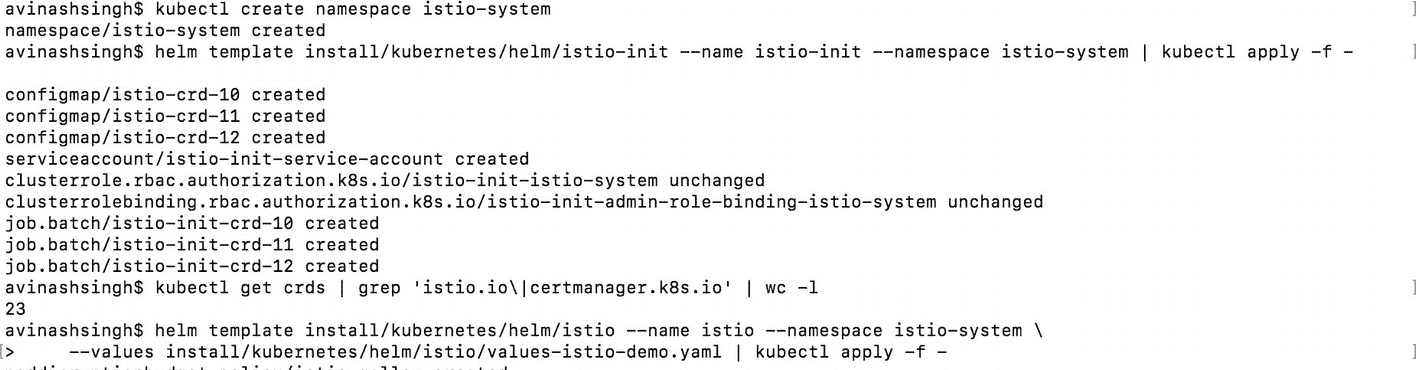 avinashsingh$ kubectl create namespace istio-system
namespace/istio-system created
avinashsingh$ helm template install/kubernetes/helm/istio-init --name istio-init --namespace istio-system | kubectl apply -f -
configmap/istio-crd-10 created
configmap/istio-crd-11 created
configmap/istio-crd-12 created
serviceaccount/istio-init-service-account created
clusterrole.rbac.authorization.k8s.io/istio-init-istio-system unchanged
clusterrolebinding.rbac.authorization.k8s.io/istio-init-admin-role-binding-istio-system unchanged
job.batch/istio-init-crd-10 created
job.batch/istio-init-crd-11 created
job.batch/istio-init-crd-12 created
avinashsingh$ kubectl get crds | grep 'istio.io\|certmanager.k8s.io' | wc -l
23
avinashsingh$ helm template install/kubernetes/helm/istio --name istio --namespace istio-system \
>     --values install/kubernetes/helm/istio/values-istio-demo.yaml | kubectl apply -f -